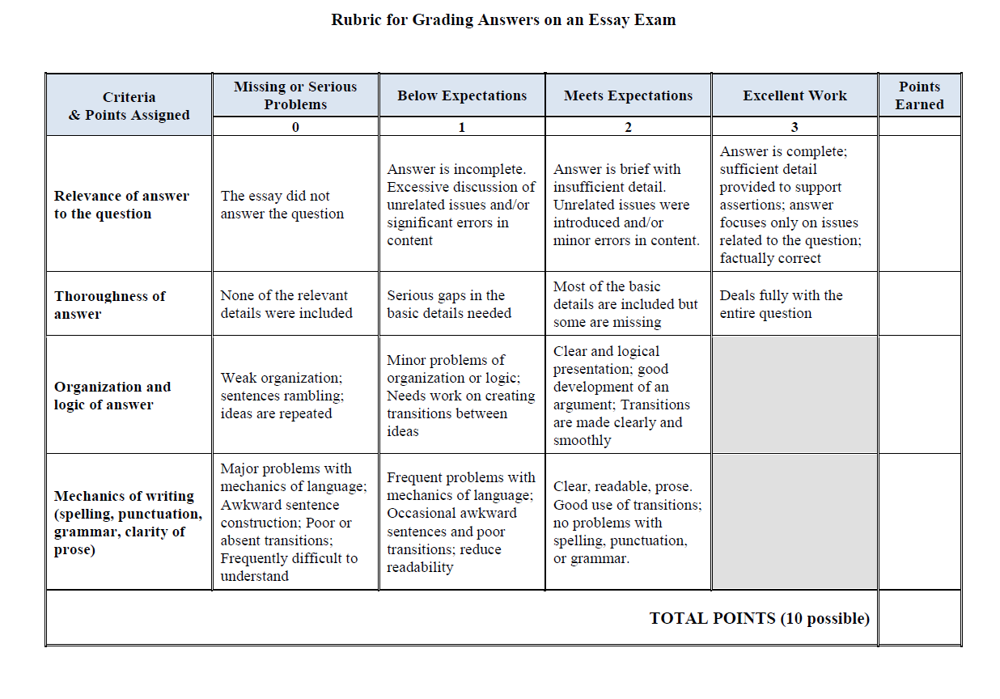 Rubric for Grading Answers on an Essay Exam
Criteria
& Points Assigned
Missing or Serious
Problems
Below Expectations
Meets Expectations
Excellent Work
Points
Earned
0
1
2
3
Relevance of answer
to the question
The essay did not
answer the question
Answer is incomplete.
Excessive discussion of
unrelated issues and/or
significant errors in
content
Answer is brief with
insufficient detail.
Unrelated issues were
introduced and/or
minor errors in content.
Answer is complete;
sufficient detail
provided to support
assertions; answer
focuses only on issues
related to the question;
factually correct
Thoroughness of
answer
None of the relevant
details were included
Serious gaps in the
basic details needed
Most of the basic
details are included but
some are missing
Deals fully with the
entire question
Organization and
logic of answer
Weak organization;
sentences rambling;
ideas are repeated
Minor problems of
organization or logic;
Needs work on creating
transitions between
ideas
Clear and logical
presentation; good
development of an
argument; Transitions
are made clearly and
smoothly
Mechanics of writing
(spelling, punctuation,
grammar, clarity of
prose)
Major problems with
mechanics of language;
Awkward sentence
construction; Poor or
absent transitions;
Frequently difficult to
understand
Frequent problems with
mechanics of language;
Occasional awkward
sentences and poor
transitions; reduce
readability
Clear, readable, prose.
Good use of transitions;
no problems with
spelling, punctuation,
or grammar.
TOTAL POINTS (10 possible)